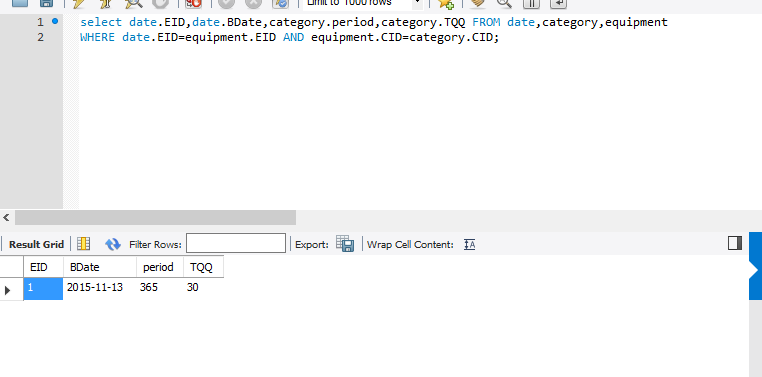 Limit to 1000 rows
1 select date.EID,date.BDate,category.period,category.TQQ FROM date,category,equipment
2 WHERE date.EID=equipment.EID AND equipment.CID=category.CID;
Result Grid Filter Rows: Export: Wrap Cell Content:
EID BDate period TQQ
1 2015-11-13 365 30